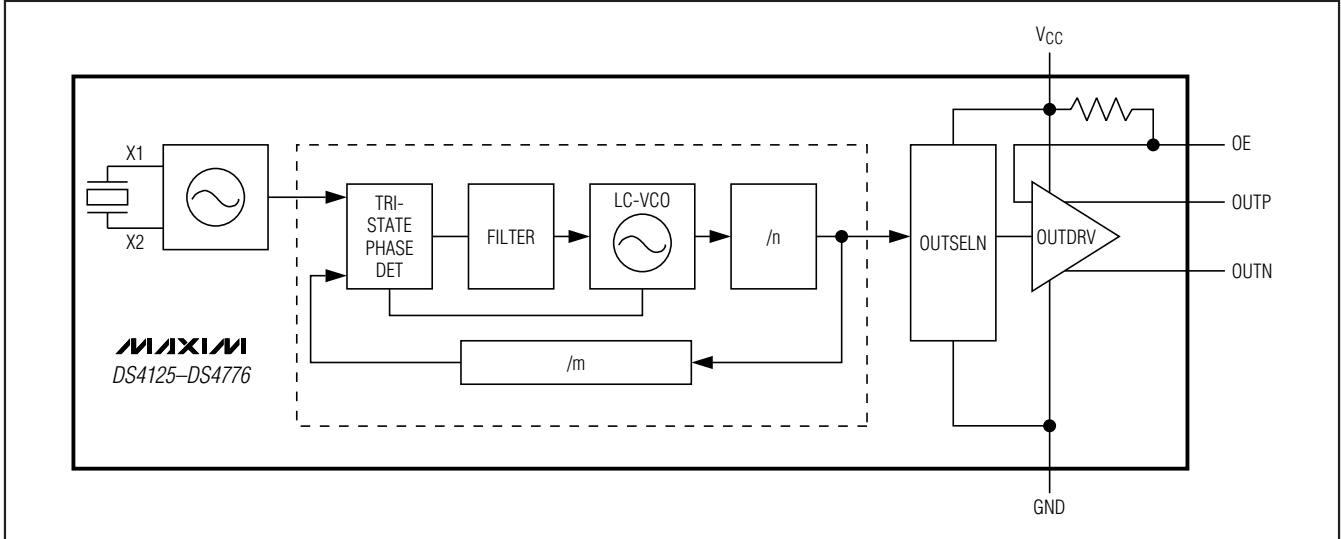 VCC
X1
X2
TRI-
STATE
PHASE
DET
FILTER
LC-VCO
/n
/m
OUTSELN
OUTDRV
OE
OUTP
OUTN
MAXIM
DS4125–DS4776
GND